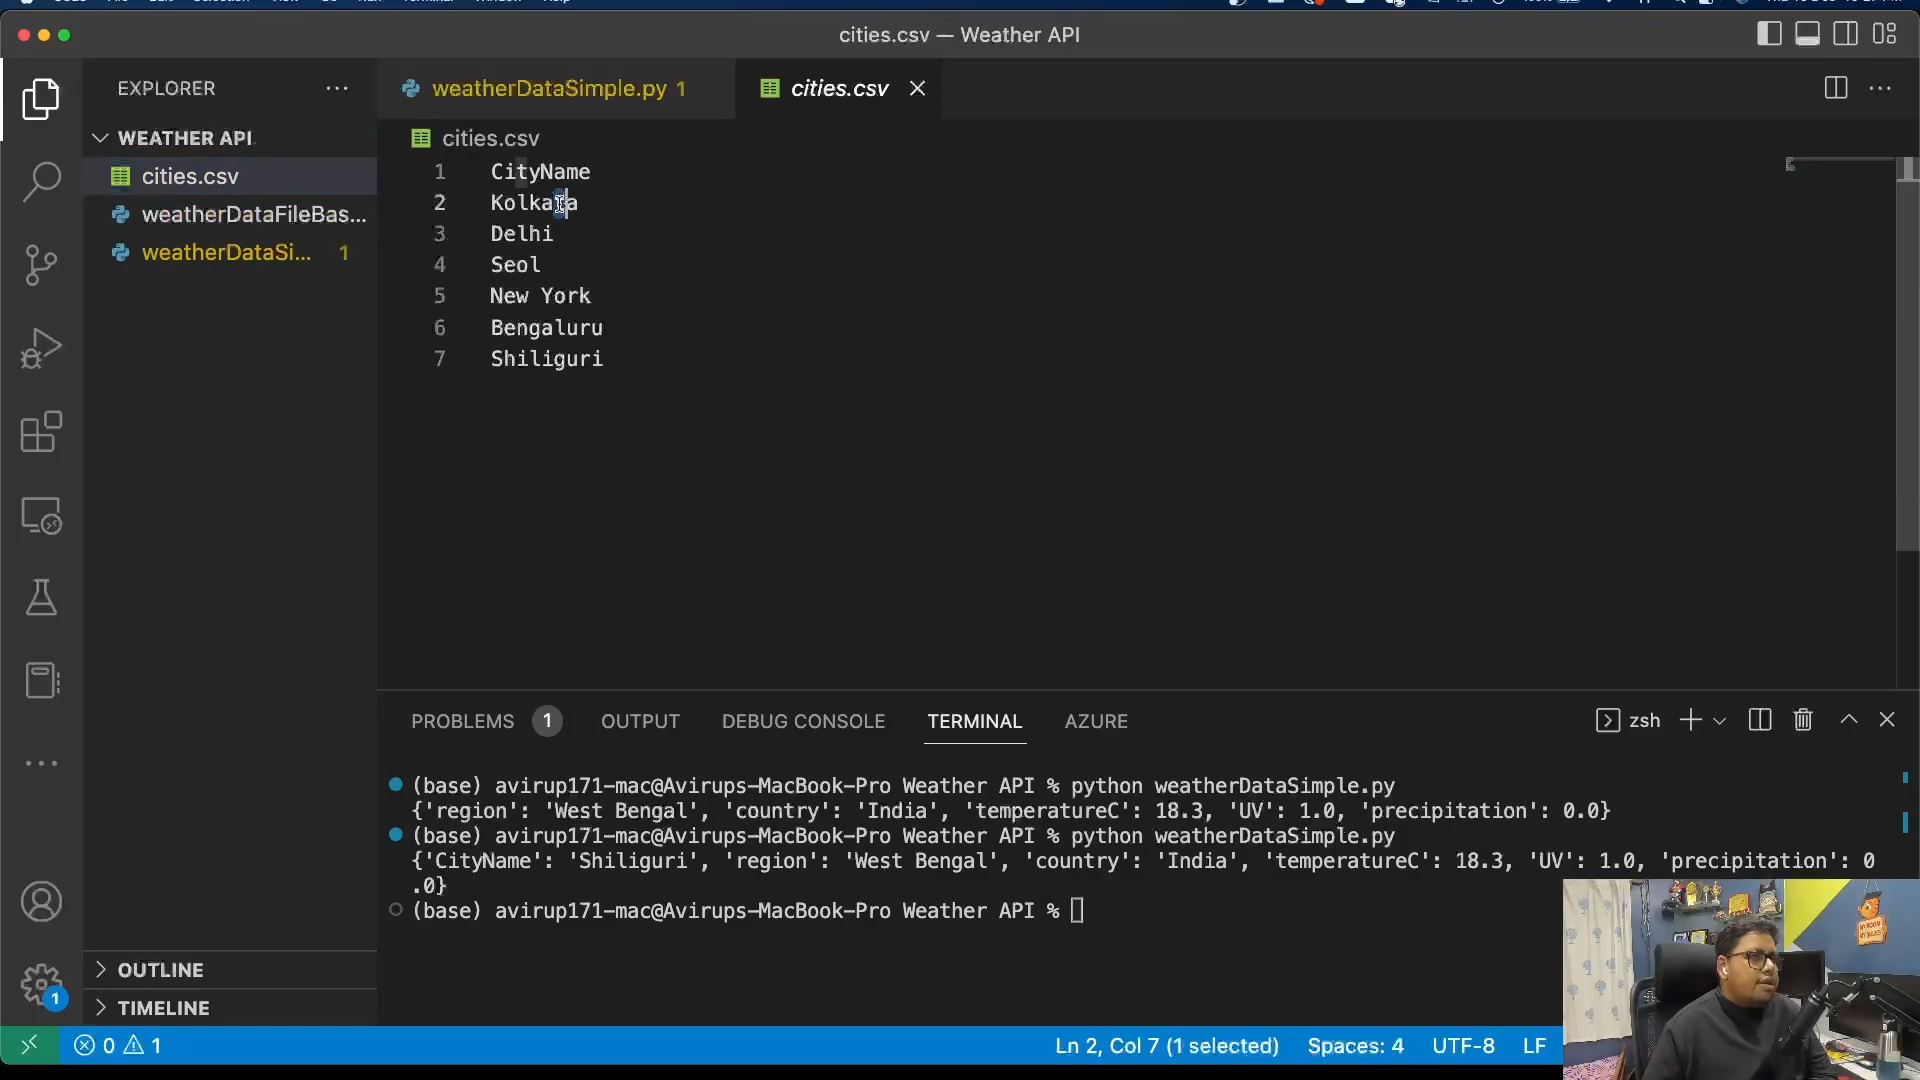 cities.csv — Weather API
EXPLORER
weatherDataSimple.py 1
cities.csv
WEATHER API
cities.csv
cities.csv
weatherDataFileBas...
weatherDataSi... 1
1 CityName
2 Kolkata
3 Delhi
4 Seol
5 New York
6 Bengaluru
7 Shiliguri
PROBLEMS 1 OUTPUT DEBUG CONSOLE TERMINAL AZURE
zsh
(base) avirup171-mac@Avirups-MacBook-Pro Weather API % python weatherDataSimple.py
{'region': 'West Bengal', 'country': 'India', 'temperatureC': 18.3, 'UV': 1.0, 'precipitation': 0.0}
(base) avirup171-mac@Avirups-MacBook-Pro Weather API % python weatherDataSimple.py
{'CityName': 'Shiliguri', 'region': 'West Bengal', 'country': 'India', 'temperatureC': 18.3, 'UV': 1.0, 'precipitation': 0
.0}
(base) avirup171-mac@Avirups-MacBook-Pro Weather API %
OUTLINE
TIMELINE
1
0 1
Ln 2, Col 7 (1 selected) Spaces: 4 UTF-8 LF